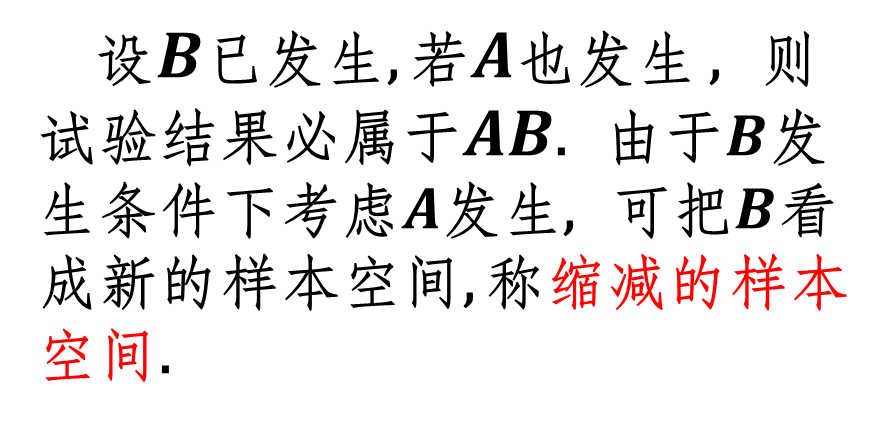 设B已发生,若A也发生，则
试验结果必属于AB. 由于B发
生条件下考虑A发生，可把B看
成新的样本空间,称缩减的样本
空间.